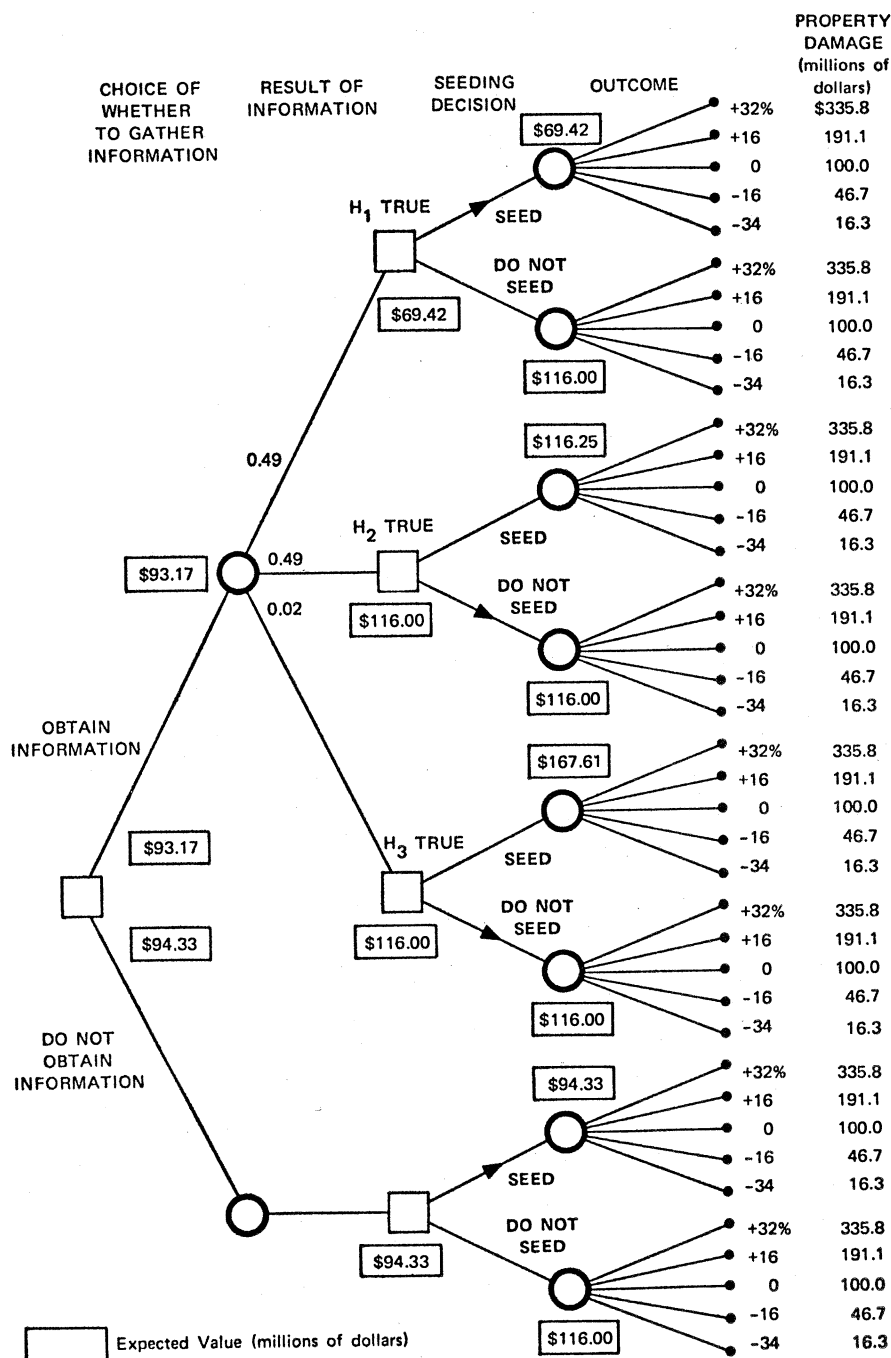 PROPERTY
DAMAGE
(millions of
dollars)
CHOICE OF
WHETHER
TO GATHER
INFORMATION
RESULT OF
INFORMATION
SEEDING
DECISION
OUTCOME
$69.42
+32% $335.8
+16 191.1
0 100.0
-16 46.7
-34 16.3
H1 TRUE
SEED
DO NOT
SEED
$69.42
+32% 335.8
+16 191.1
0 100.0
-16 46.7
-34 16.3
$116.00
0.49
$116.25
+32% 335.8
+16 191.1
0 100.0
-16 46.7
-34 16.3
H2 TRUE
SEED
$93.17
0.49
0.02
DO NOT
SEED
$116.00
+32% 335.8
+16 191.1
0 100.0
-16 46.7
-34 16.3
$116.00
OBTAIN
INFORMATION
$167.61
+32% 335.8
+16 191.1
0 100.0
-16 46.7
-34 16.3
H3 TRUE
SEED
$93.17
DO NOT
SEED
$94.33
$116.00
+32% 335.8
+16 191.1
0 100.0
-16 46.7
-34 16.3
$116.00
DO NOT
OBTAIN
INFORMATION
$94.33
+32% 335.8
+16 191.1
0 100.0
-16 46.7
-34 16.3
SEED
DO NOT
SEED
$94.33
+32% 335.8
+16 191.1
0 100.0
-16 46.7
-34 16.3
$116.00
Expected Value (millions of dollars)